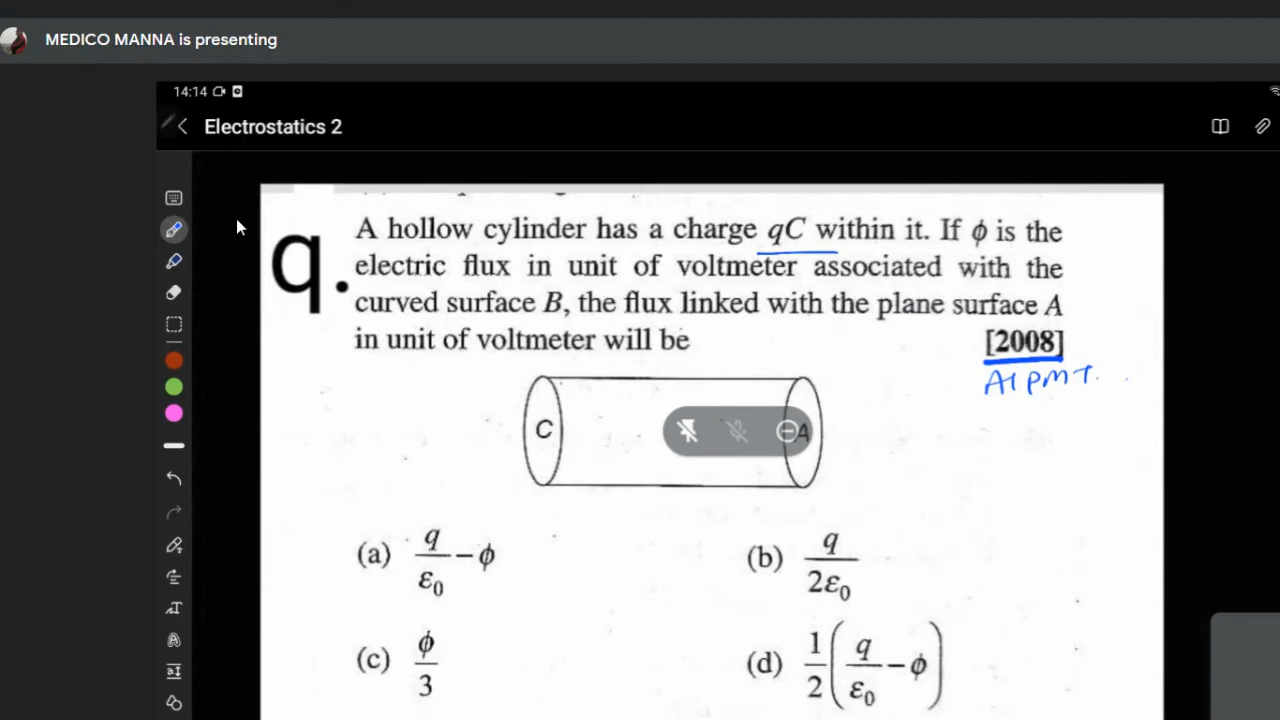 MEDICO MANNA is presenting
14:14
Electrostatics 2
q.
A hollow cylinder has a charge qC within it. If ϕ is the
electric flux in unit of voltmeter associated with the
curved surface B, the flux linked with the plane surface A
in unit of voltmeter will be [2008]
AIPMT.
C A
(a) q/ε₀ − ϕ (b) q/2ε₀
(c) ϕ/3 (d) 1/2 (q/ε₀ − ϕ)